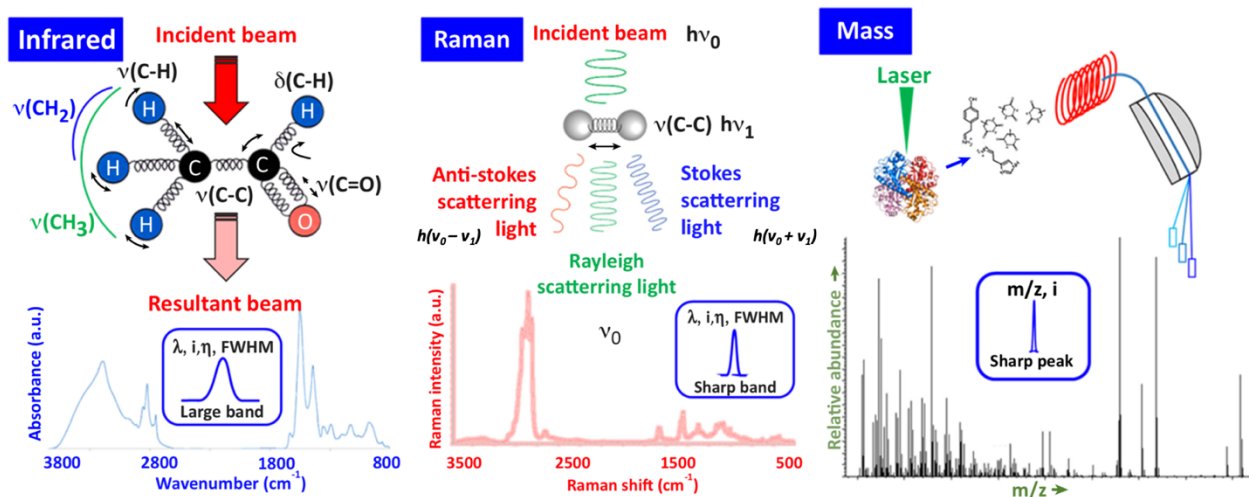 Infrared
Incident beam
ν(C-H)
δ(C-H)
ν(CH2)
H
H
H
C
C
H
ν(C=O)
ν(C-C)
ν(CH3)
H
O
Resultant beam
λ, i,η, FWHM
Large band
Absorbance (a.u.)
3800
2800
1800
800
Wavenumber (cm-1)
Raman
Incident beam
hν0
ν(C-C) hν1
Anti-stokes
scatterring
light
h(ν0– ν1)
Stokes
scatterring
light
h(ν0+ ν1)
Rayleigh
scatterring light
ν0
λ, i,η, FWHM
Sharp band
Raman intensity (a.u.)
3500
2500
1500
500
Raman shift (cm-1)
Mass
Laser
m/z, i
Sharp peak
Relative abundance →
m/z →